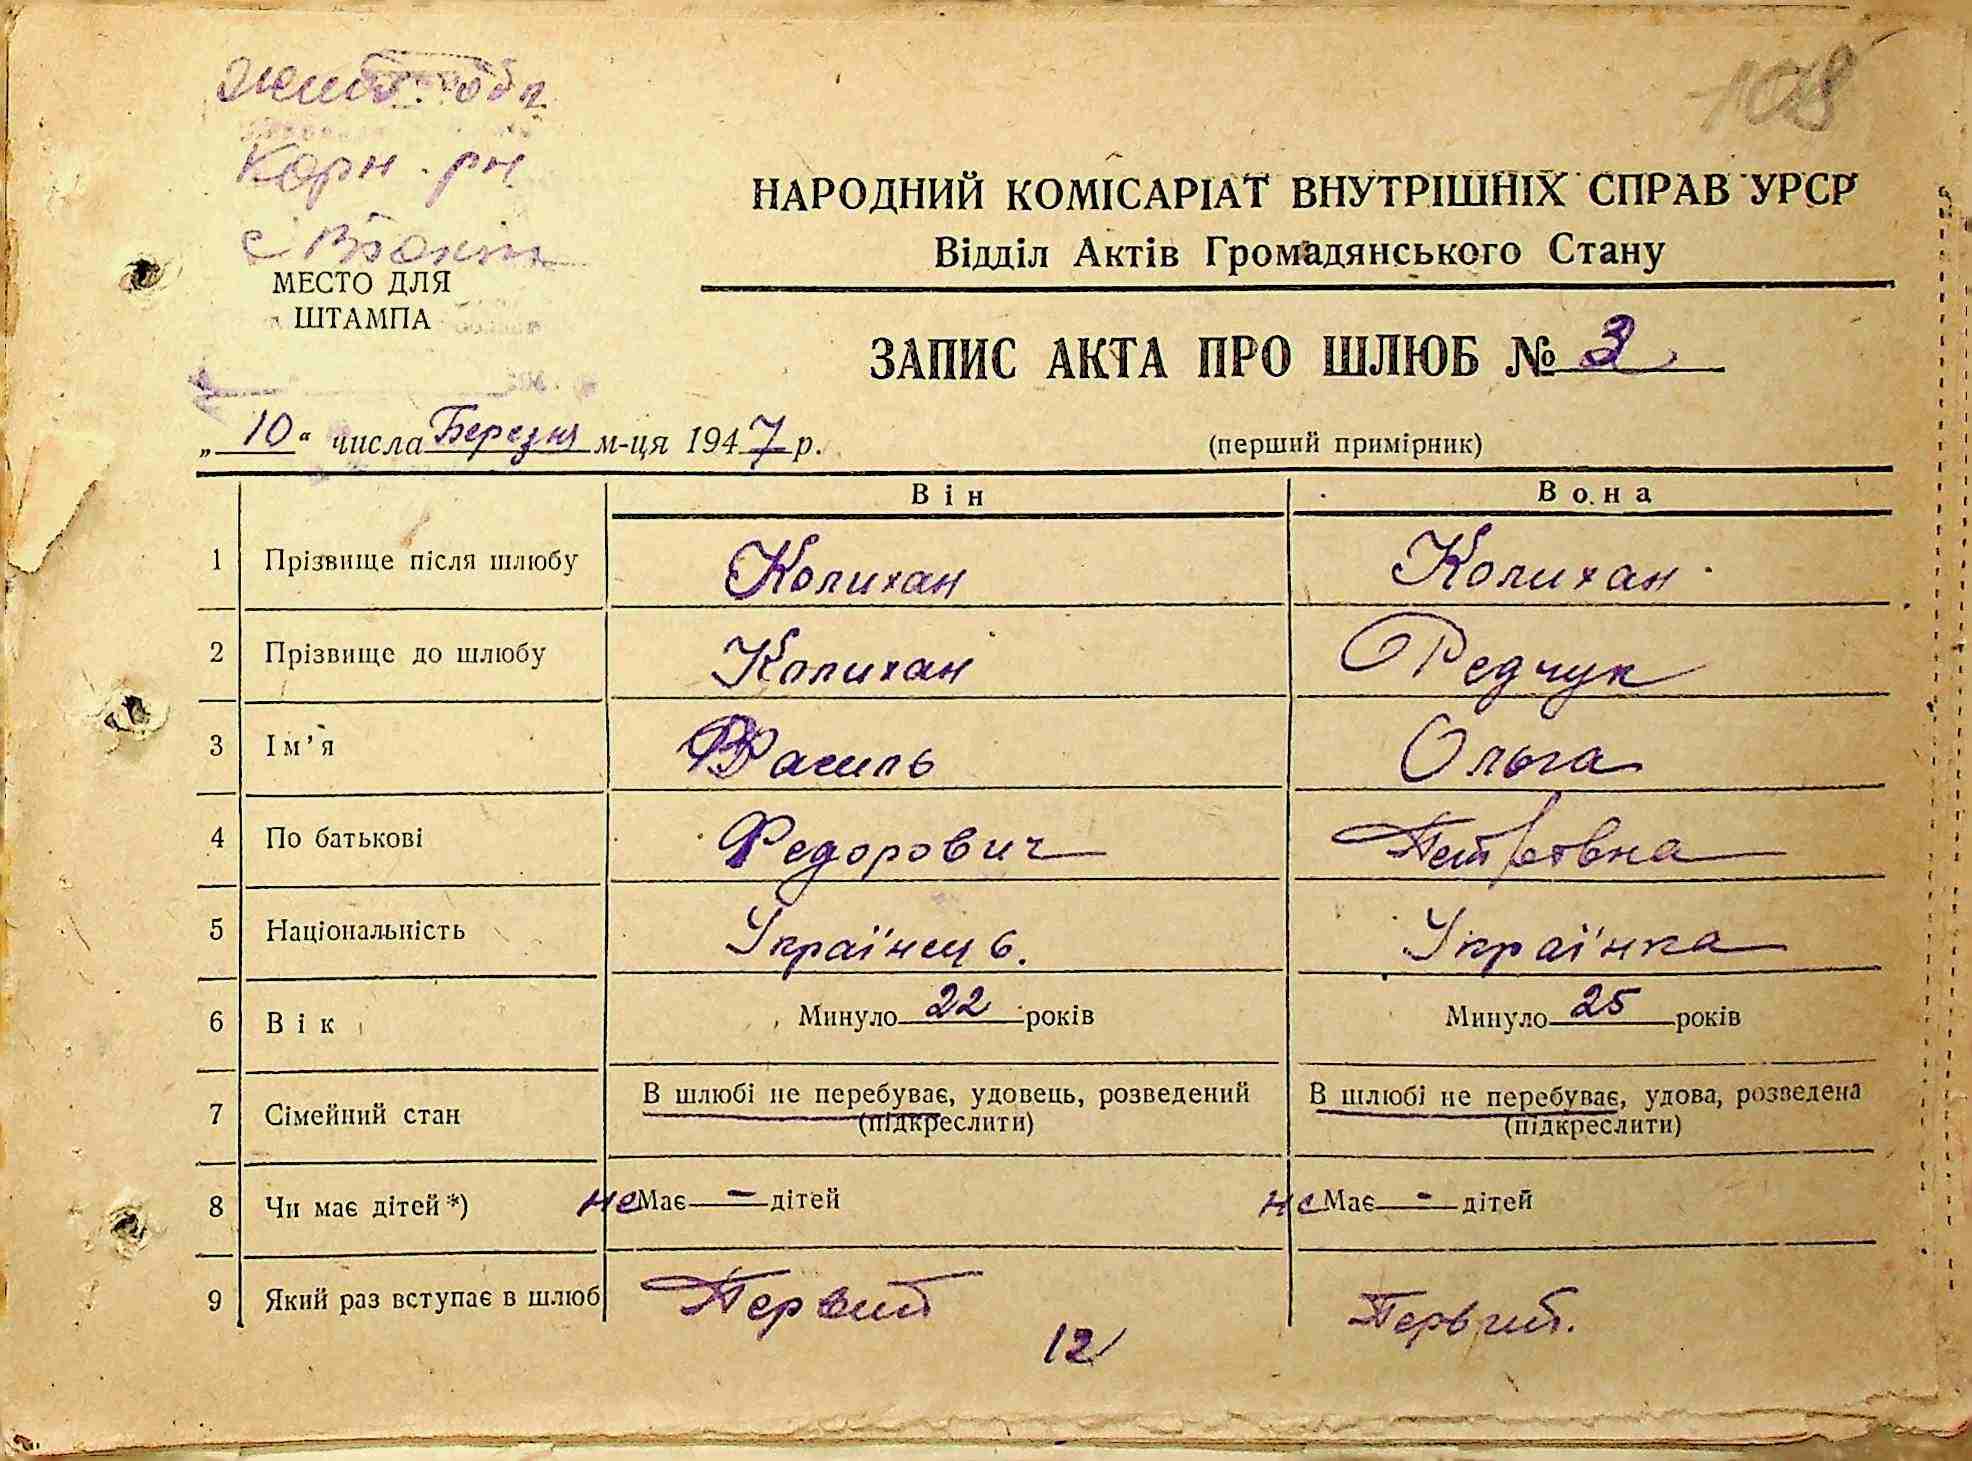 Жит. обл
Корн. рн
с
МЕСТО ДЛЯ
ШТАМПА
108
НАРОДНИЙ КОМІСАРІАТ ВНУТРІШНІХ СПРАВ УРСР
Відділ Актів Громадянського Стану
ЗАПИС АКТА ПРО ШЛЮБ № 3
„10“ числа Березня м-ця 1947 р.
(перший примірник)
Він Вона
1 Прізвище після шлюбу Колихан Колихан
2 Прізвище до шлюбу Колихан Федчук
3 Ім’я Василь Ольга
4 По батькові Федорович Петровна
5 Національність Українець. Українка
6 Вік Минуло 22 років Минуло 25 років
7 Сімейний стан В шлюбі не перебуває, удовець, розведений (підкреслити) В шлюбі не перебуває, удова, розведена (підкреслити)
8 Чи має дітей *) не Має - дітей не Має - дітей
9 Який раз вступає в шлюб Первий Первий.
12